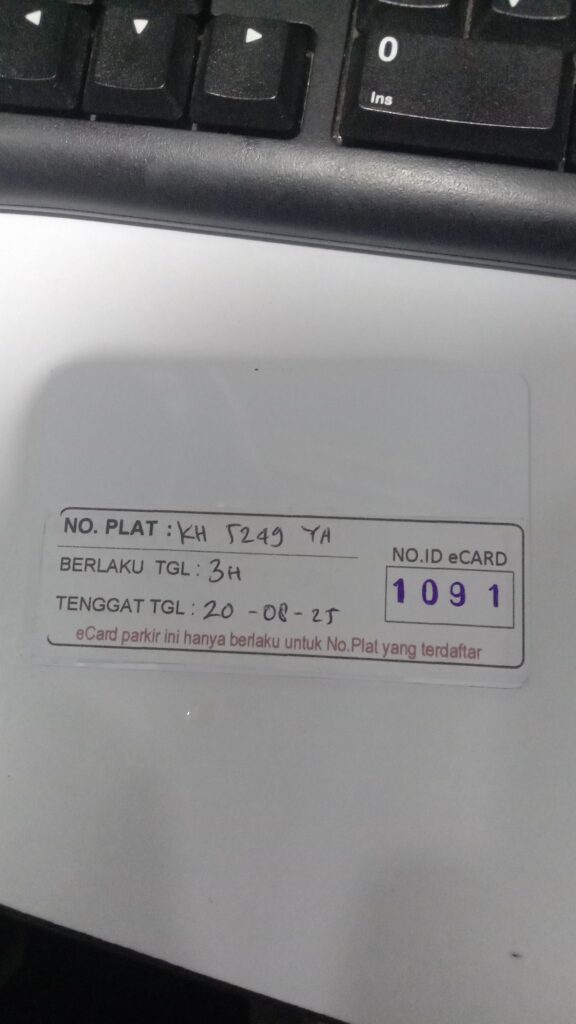 0
Ins
NO. PLAT : KH 5249 YA
BERLAKU TGL : 3H
TENGGAT TGL : 20 - 08 - 25
NO.ID eCARD
1091
eCard parkir ini hanya berlaku untuk No.Plat yang terdaftar